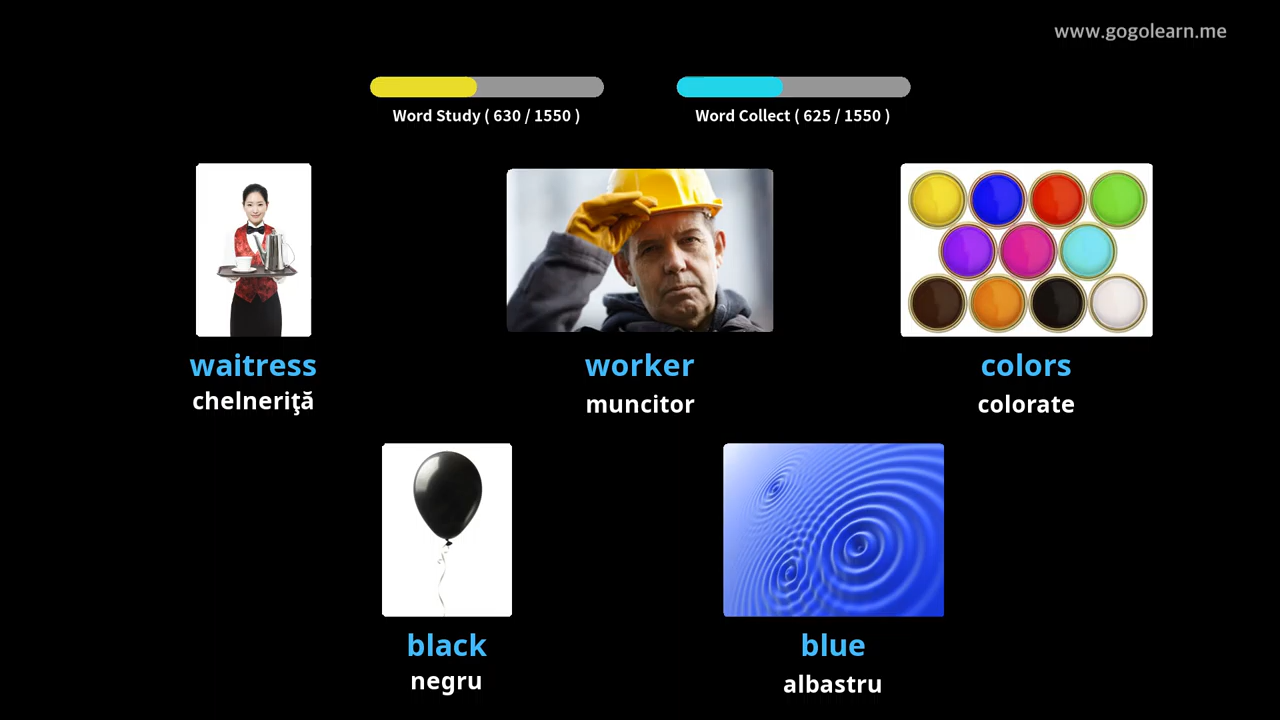 www.gogolearn.me
Word Study ( 630 / 1550 )
Word Collect ( 625 / 1550 )
waitress
chelneriţă
worker
muncitor
colors
colorate
black
negru
blue
albastru